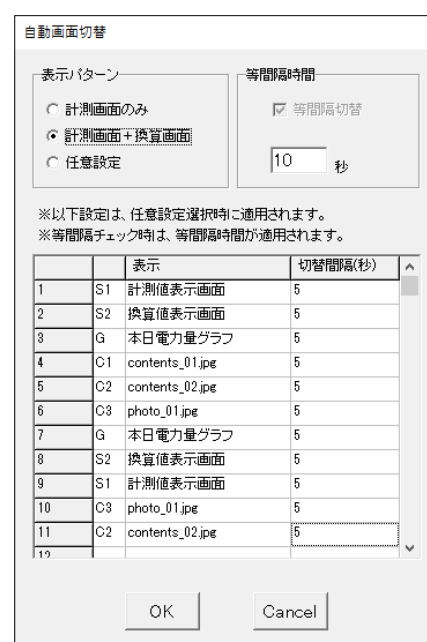 自動画面切替
表示パターン
計測画面のみ
計測画面+換算画面
任意設定
等間隔時間
等間隔切替
10 秒
※以下設定は、任意設定選択時に適用されます。
※等間隔チェック時は、等間隔時間が適用されます。
表示 切替間隔(秒)
1 S1 計測値表示画面 5
2 S2 換算値表示画面 5
3 G 本日電力量グラフ 5
4 C1 contents_01.jpg 5
5 C2 contents_02.jpg 5
6 C3 photo_01.jpg 5
7 G 本日電力量グラフ 5
8 S2 換算値表示画面 5
9 S1 計測値表示画面 5
10 C3 photo_01.jpg 5
11 C2 contents_02.jpg 5
12
OK Cancel